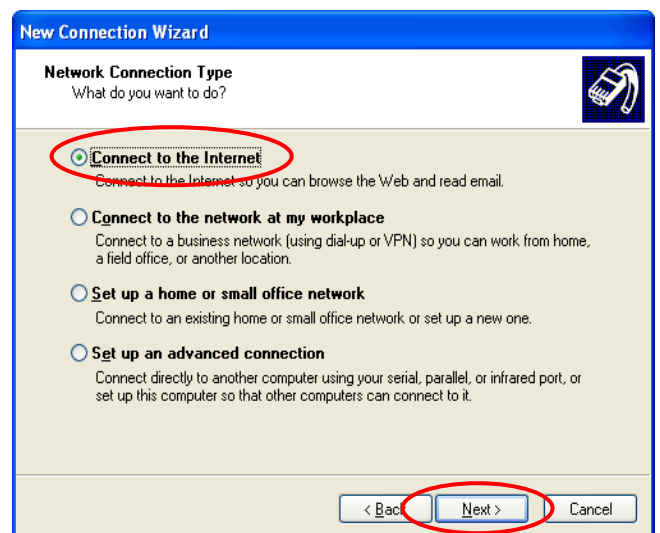 New Connection Wizard
Network Connection Type
What do you want to do?
Connect to the Internet
Connect to the Internet so you can browse the Web and read email.
Connect to the network at my workplace
Connect to a business network (using dial-up or VPN) so you can work from home,
a field office, or another location.
Set up a home or small office network
Connect to an existing home or small office network or set up a new one.
Set up an advanced connection
Connect directly to another computer using your serial, parallel, or infrared port, or
set up this computer so that other computers can connect to it.
< Back Next > Cancel